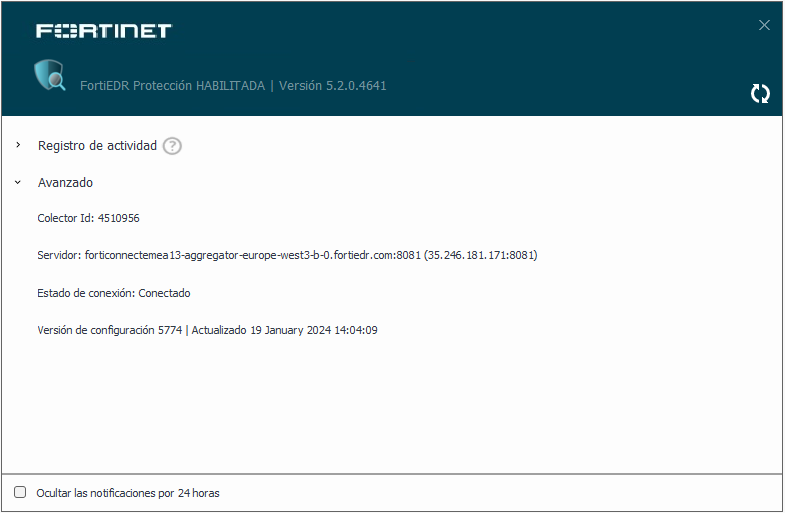 FORTINET
FortiEDR Protección HABILITADA | Versión 5.2.0.4641
Registro de actividad ?
Avanzado
Colector Id: 4510956
Servidor: forticonnectemea13-aggregator-europe-west3-b-0.fortiedr.com:8081 (35.246.181.171:8081)
Estado de conexión: Conectado
Versión de configuración 5774 | Actualizado 19 January 2024 14:04:09
Ocultar las notificaciones por 24 horas